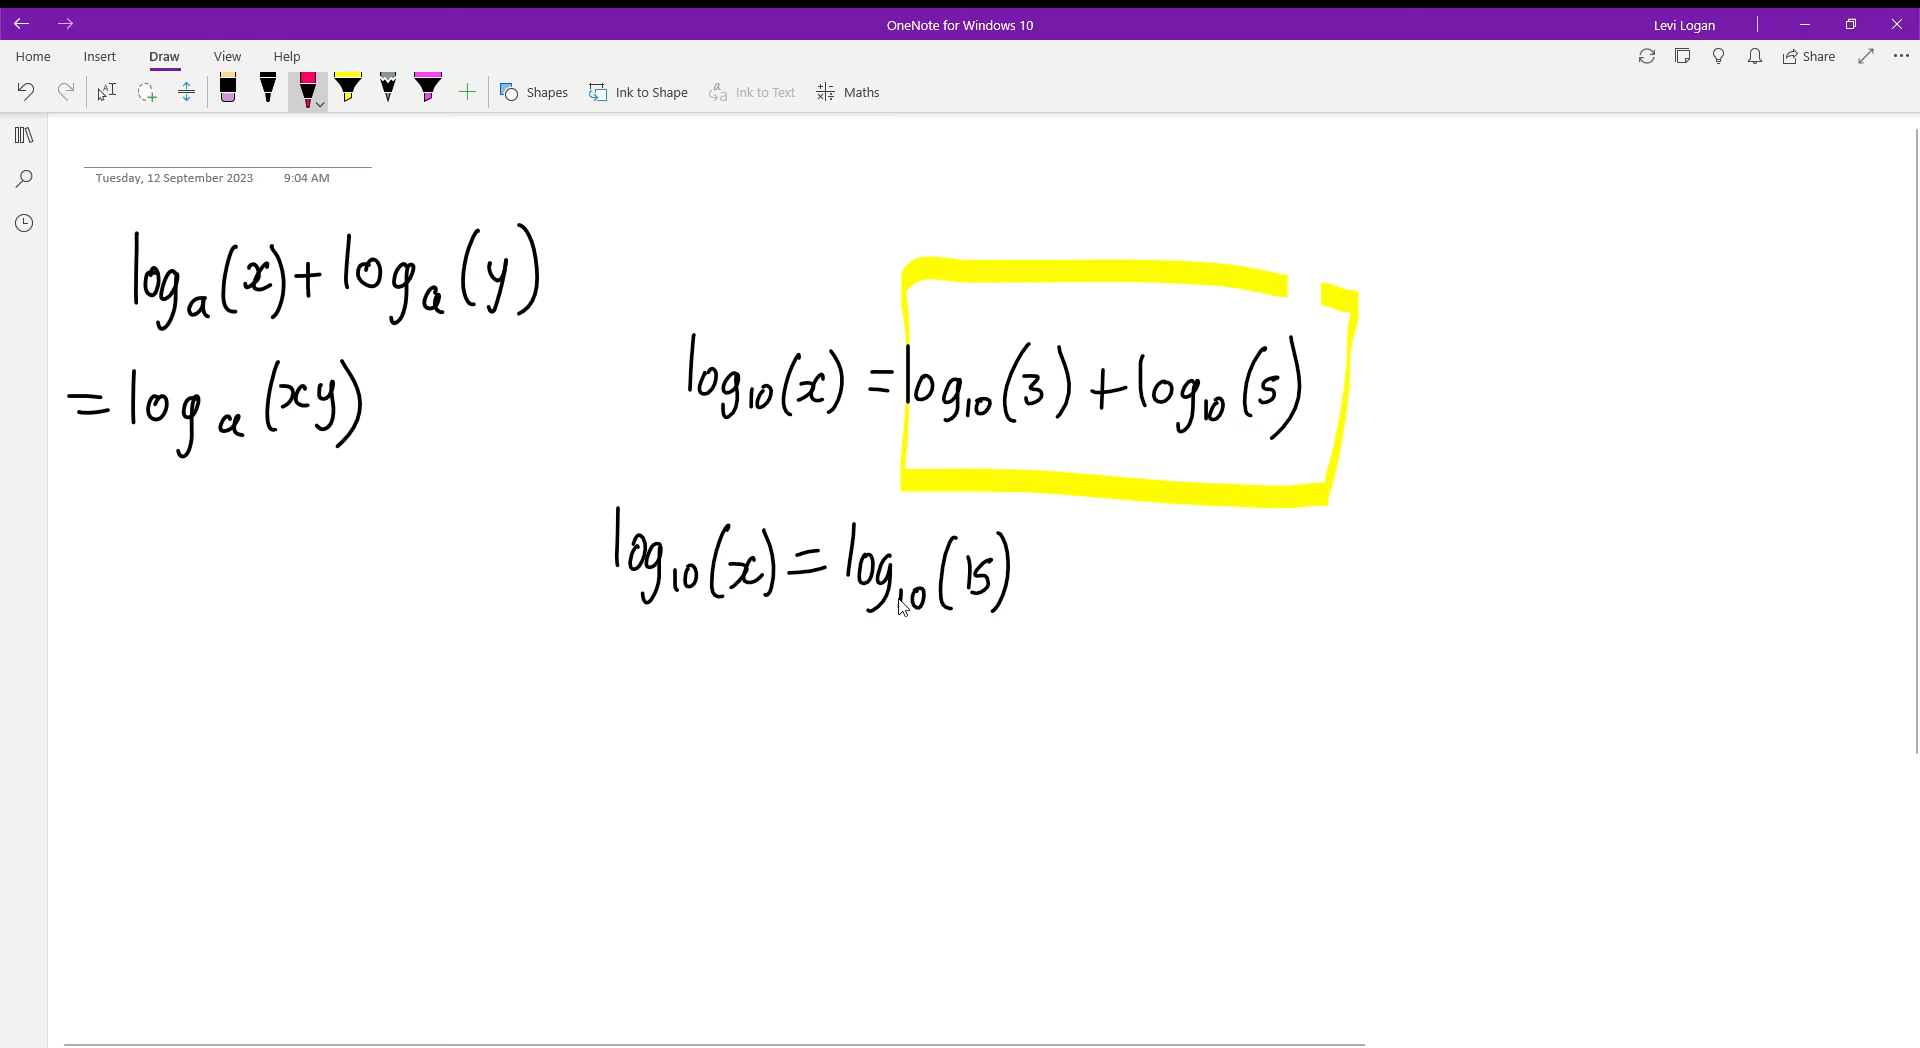 OneNote for Windows 10
Levi Logan
Home Insert Draw View Help
Share
Shapes Ink to Shape Ink to Text Maths
Tuesday, 12 September 2023 9:04 AM
logₐ(x)+logₐ(y)
=logₐ(xy)
log₁₀(x)=log₁₀(3)+log₁₀(5)
log₁₀(x)=log₁₀(15)